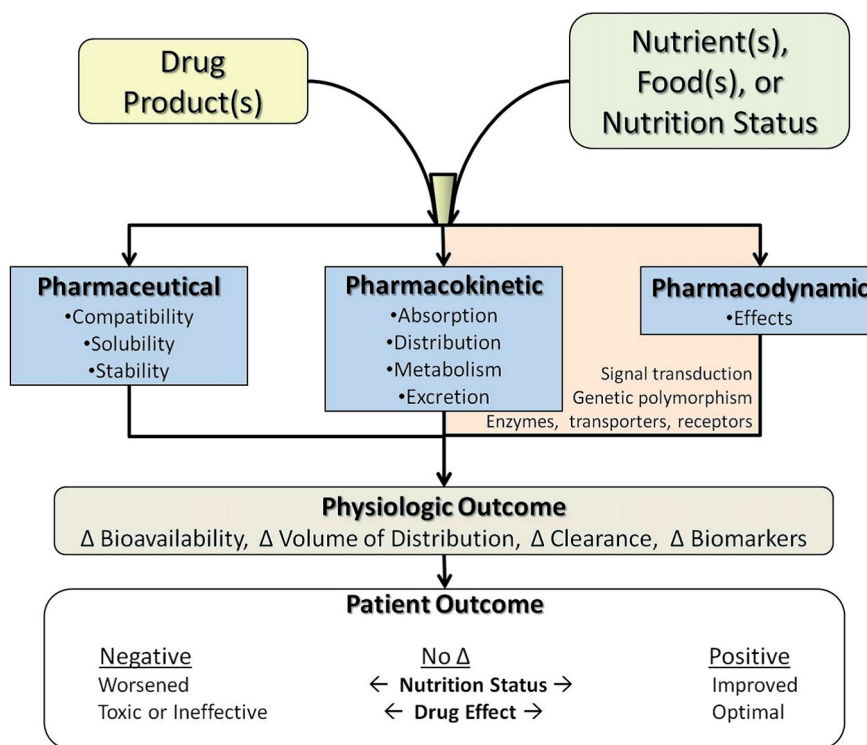 Drug
Product(s)
Nutrient(s),
Food(s), or
Nutrition Status
Pharmaceutical
•Compatibility
•Solubility
•Stability
Pharmacokinetic
•Absorption
•Distribution
•Metabolism
•Excretion
Pharmacodynamic
•Effects
Signal transduction
Genetic polymorphism
Enzymes, transporters, receptors
Physiologic Outcome
Δ Bioavailability, Δ Volume of Distribution, Δ Clearance, Δ Biomarkers
Patient Outcome
Negative No Δ Positive
Worsened ← Nutrition Status → Improved
Toxic or Ineffective ← Drug Effect → Optimal